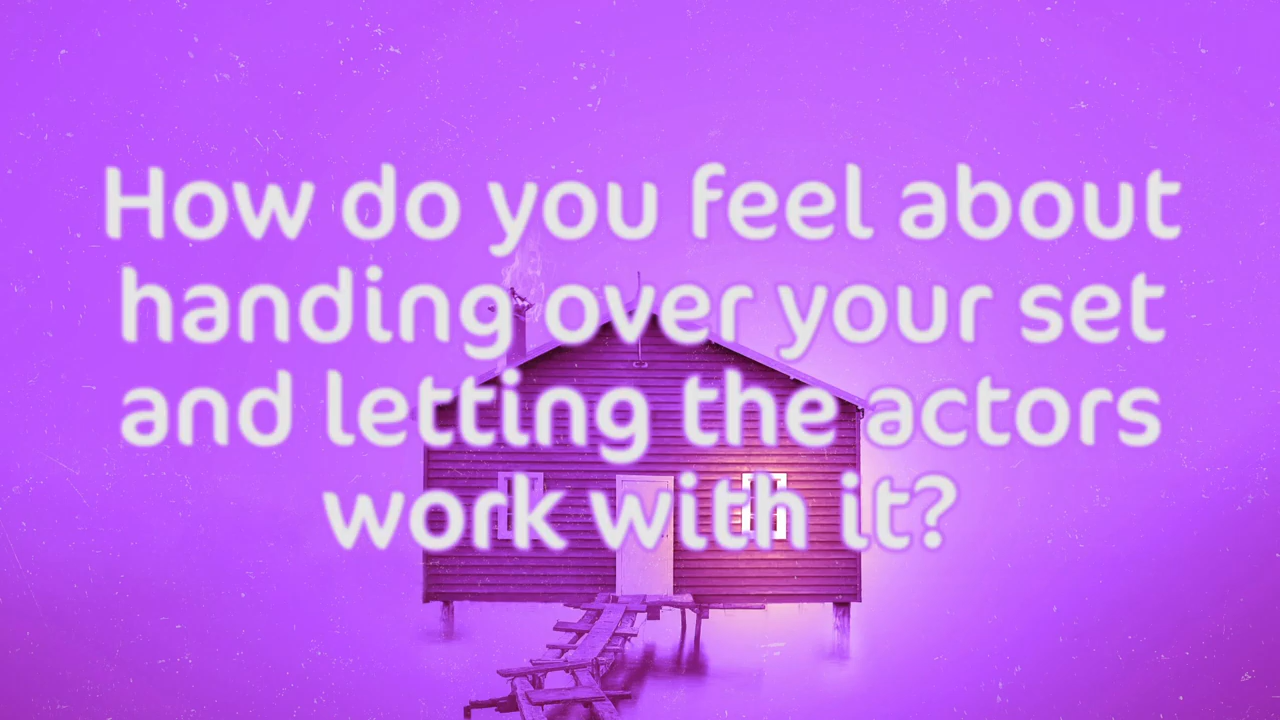 How do you feel about
handing over your set
and letting the actors
work with it?